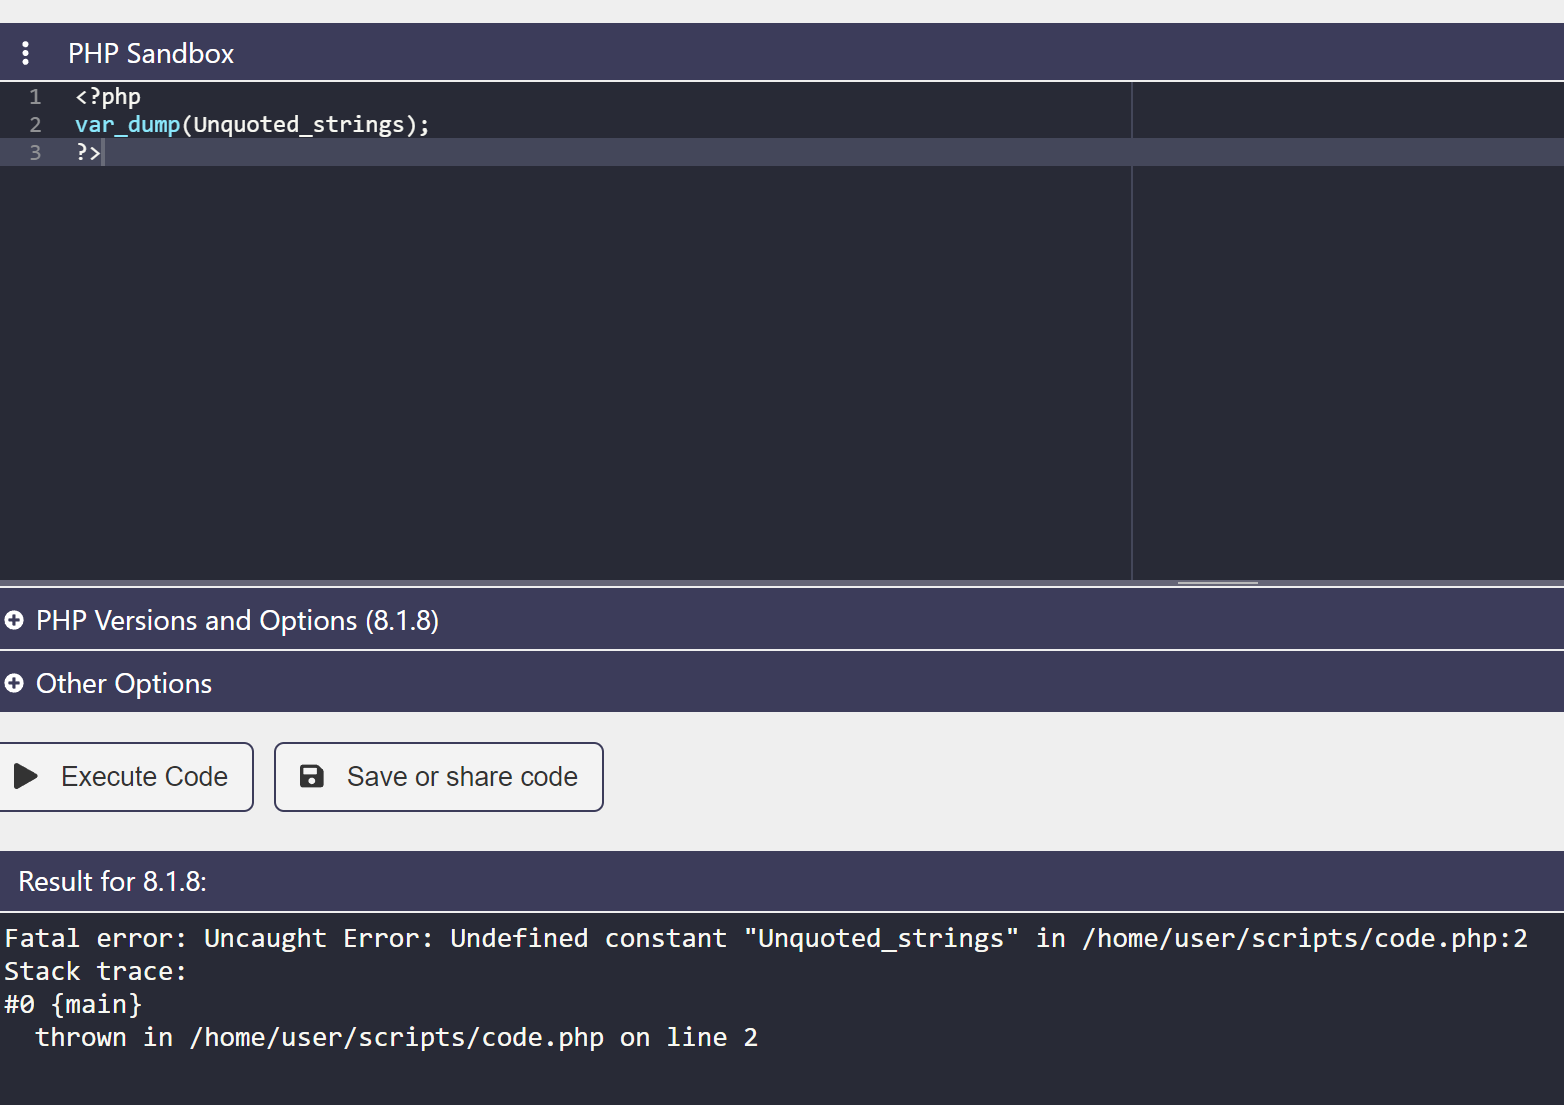 PHP Sandbox
1 <?php
2 var_dump(Unquoted_strings);
3 ?>
PHP Versions and Options (8.1.8)
Other Options
Execute Code
Save or share code
Result for 8.1.8:
Fatal error: Uncaught Error: Undefined constant "Unquoted_strings" in /home/user/scripts/code.php:2
Stack trace:
#0 {main}
  thrown in /home/user/scripts/code.php on line 2